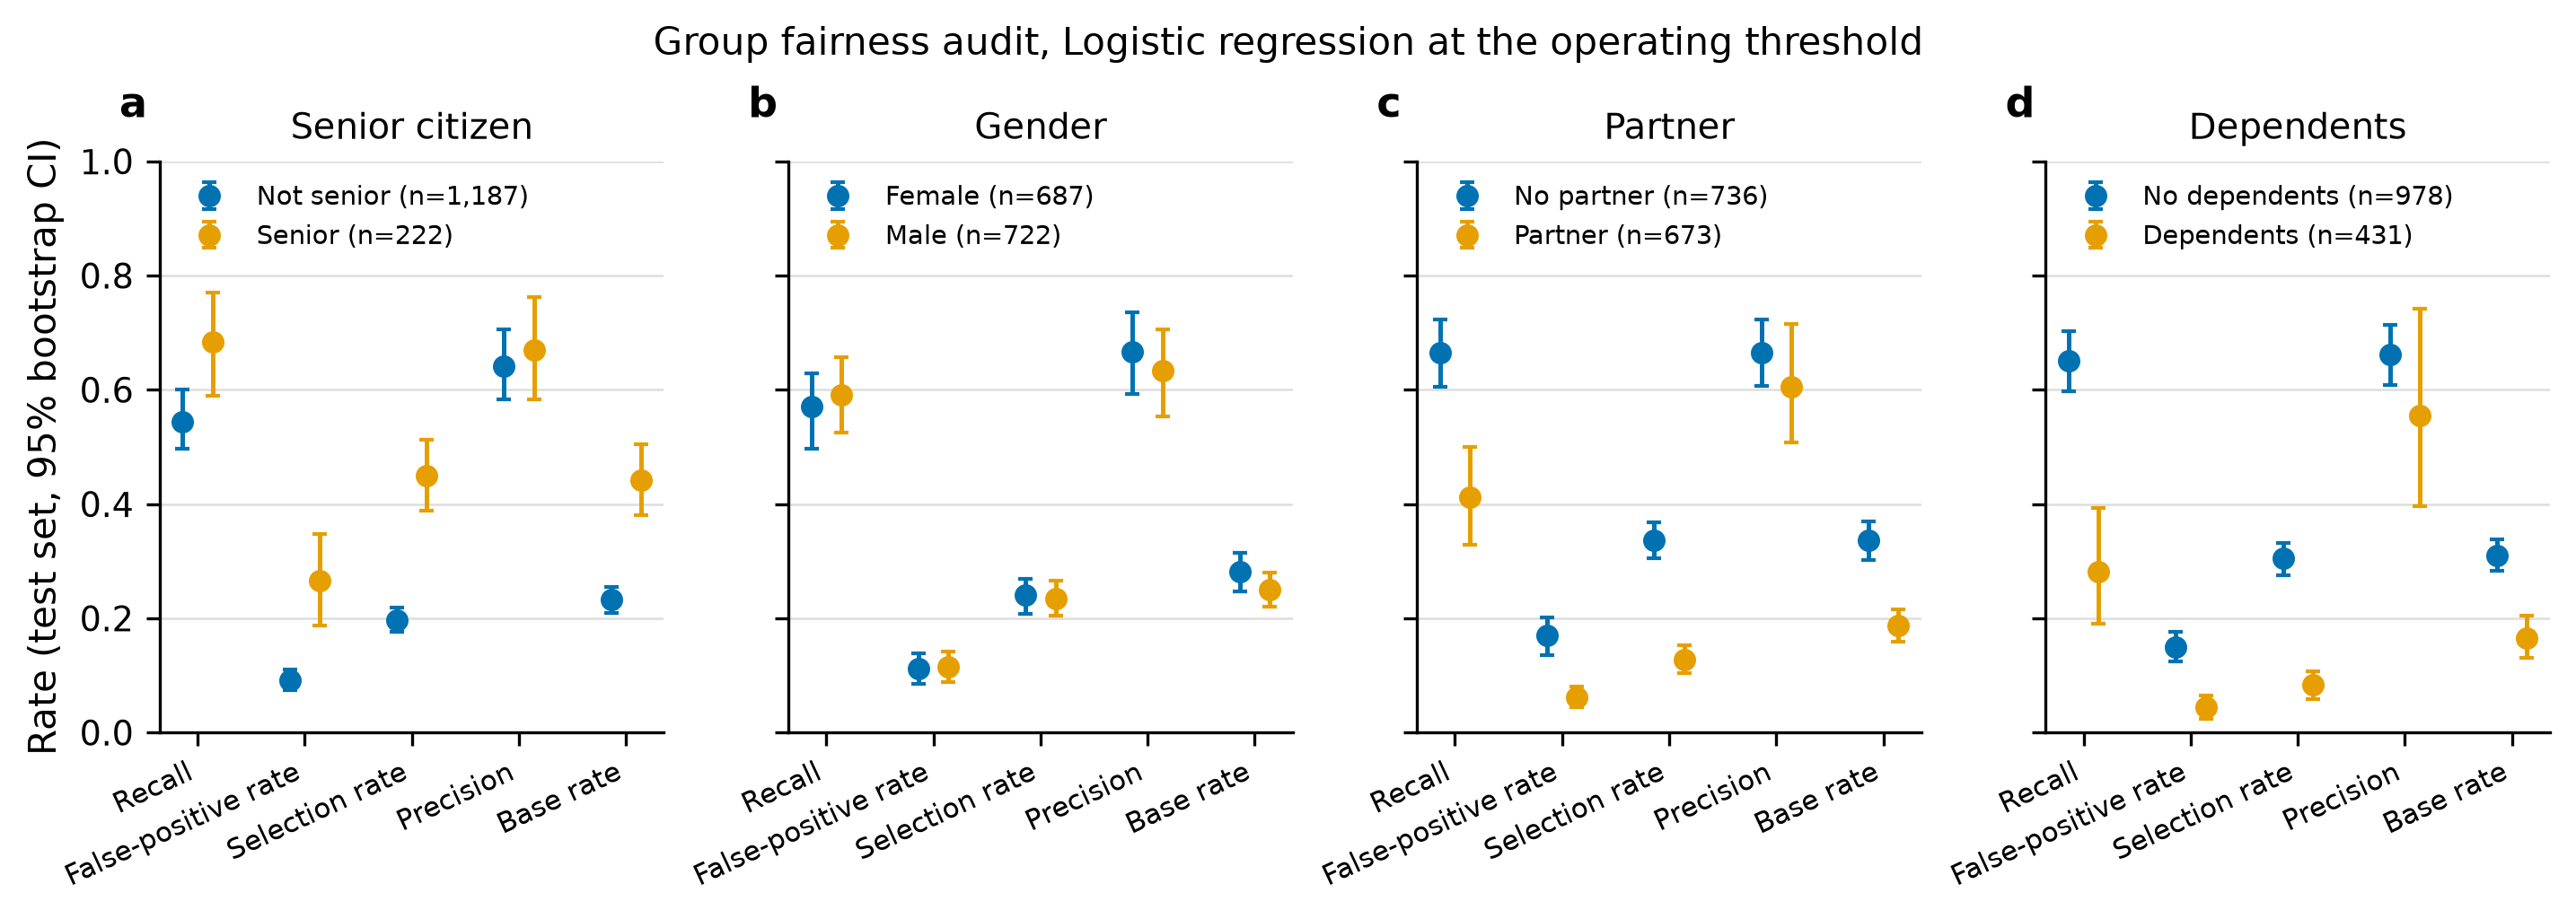 Group fairness audit, Logistic regression at the operating threshold
a
Senior citizen
Rate (test set, 95% bootstrap CI)
1.0
0.8
0.6
0.4
0.2
0.0
Not senior (n=1,187)
Senior (n=222)
Recall
False-positive rate
Selection rate
Precision
Base rate
b
Gender
Female (n=687)
Male (n=722)
Recall
False-positive rate
Selection rate
Precision
Base rate
c
Partner
No partner (n=736)
Partner (n=673)
Recall
False-positive rate
Selection rate
Precision
Base rate
d
Dependents
No dependents (n=978)
Dependents (n=431)
Recall
False-positive rate
Selection rate
Precision
Base rate